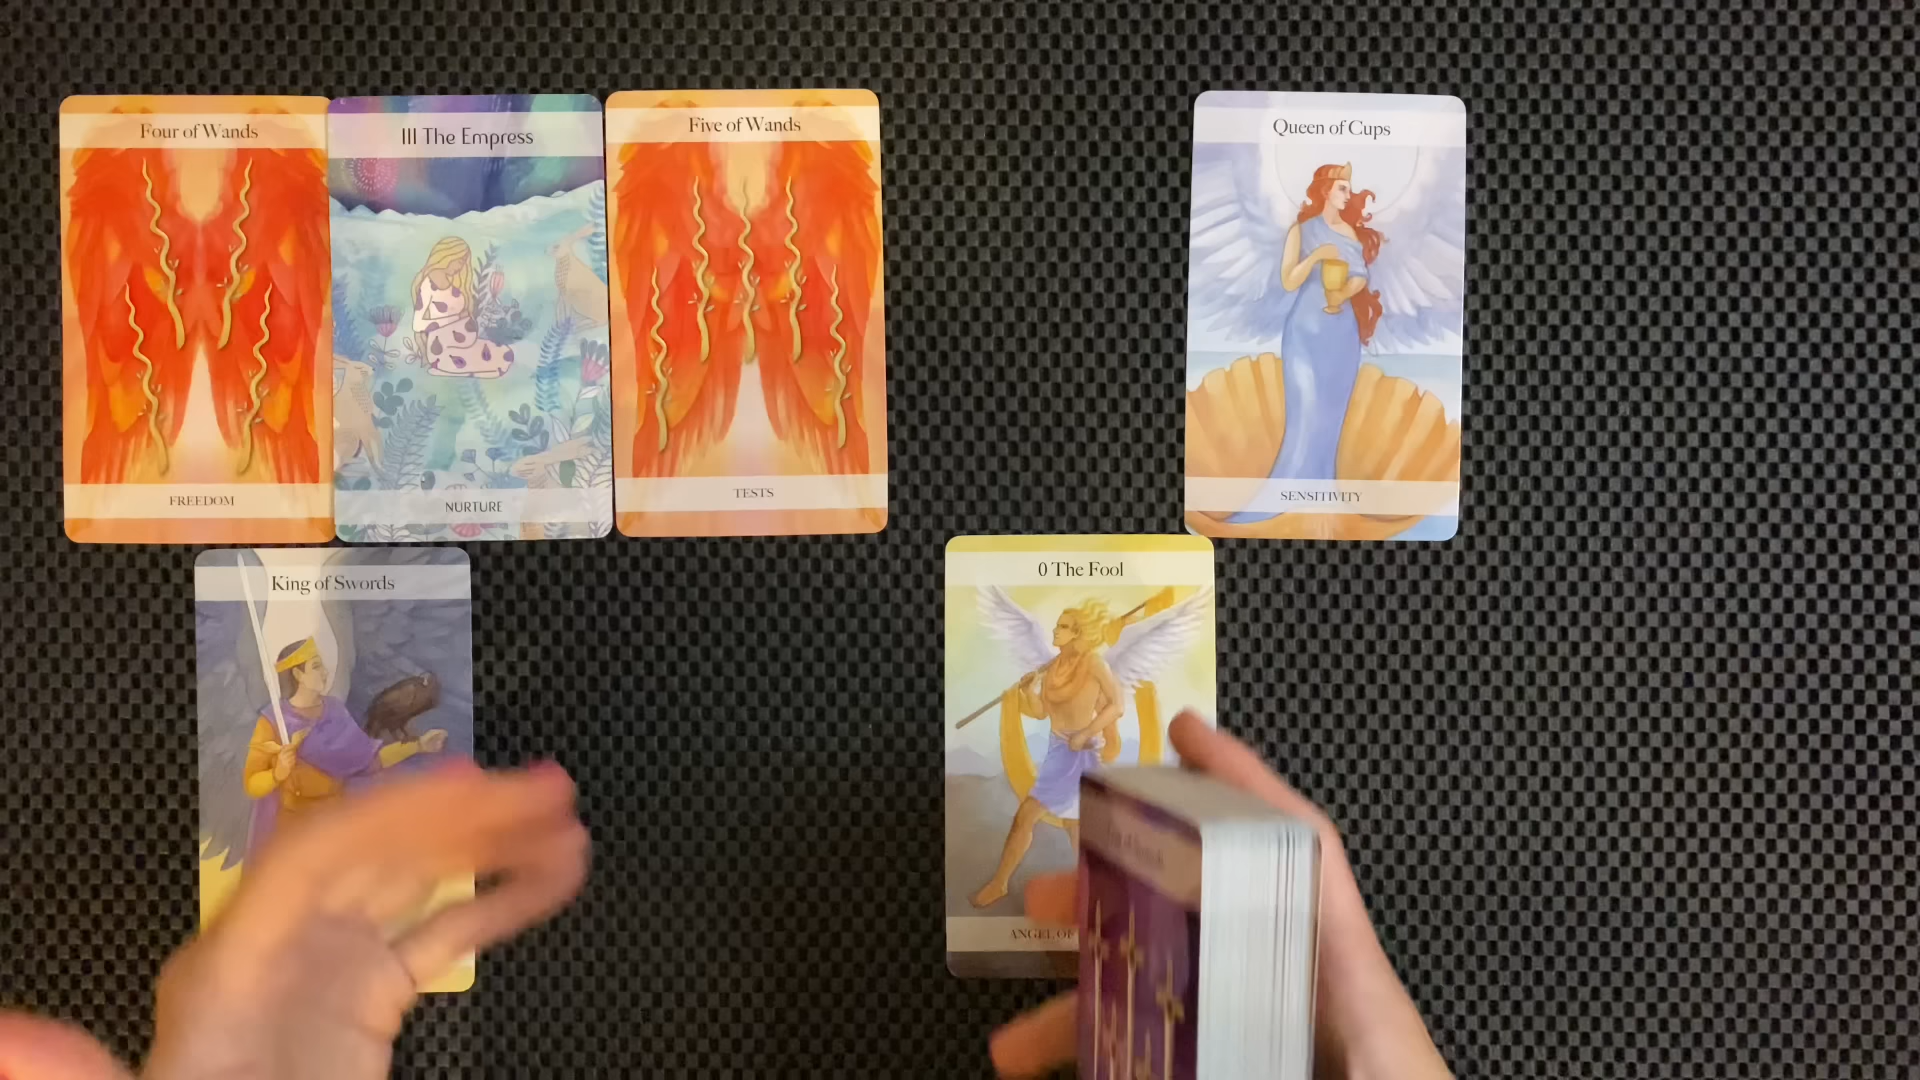 Four of Wands
III The Empress
Five of Wands
Queen of Cups
FREEDOM
NURTURE
TESTS
SENSITIVITY
King of Swords
0 The Fool
ANGEL OF